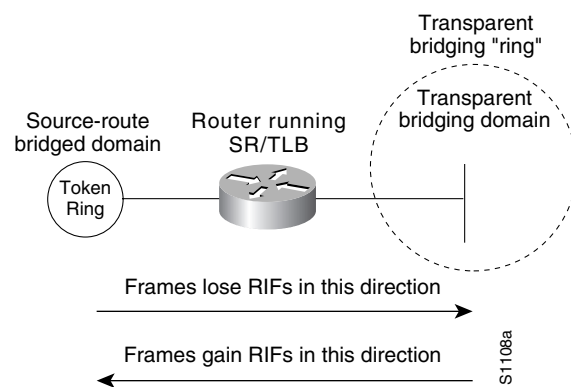 Transparent
bridging "ring"
Transparent
bridging domain
Source-route
bridged domain
Router running
SR/TLB
Token
Ring
Frames lose RIFs in this direction
Frames gain RIFs in this direction
S1108a